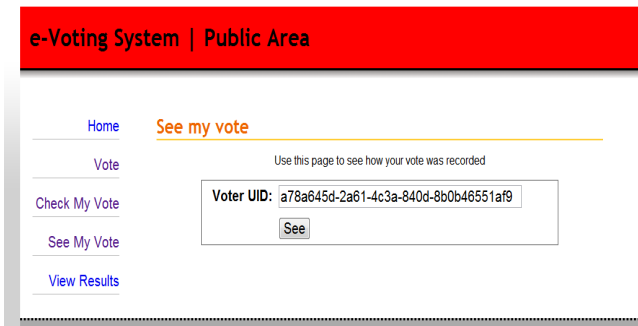 e-Voting System | Public Area
Home
Vote
Check My Vote
See My Vote
View Results
See my vote
Use this page to see how your vote was recorded
Voter UID: a78a645d-2a61-4c3a-840d-8b0b46551af9
See